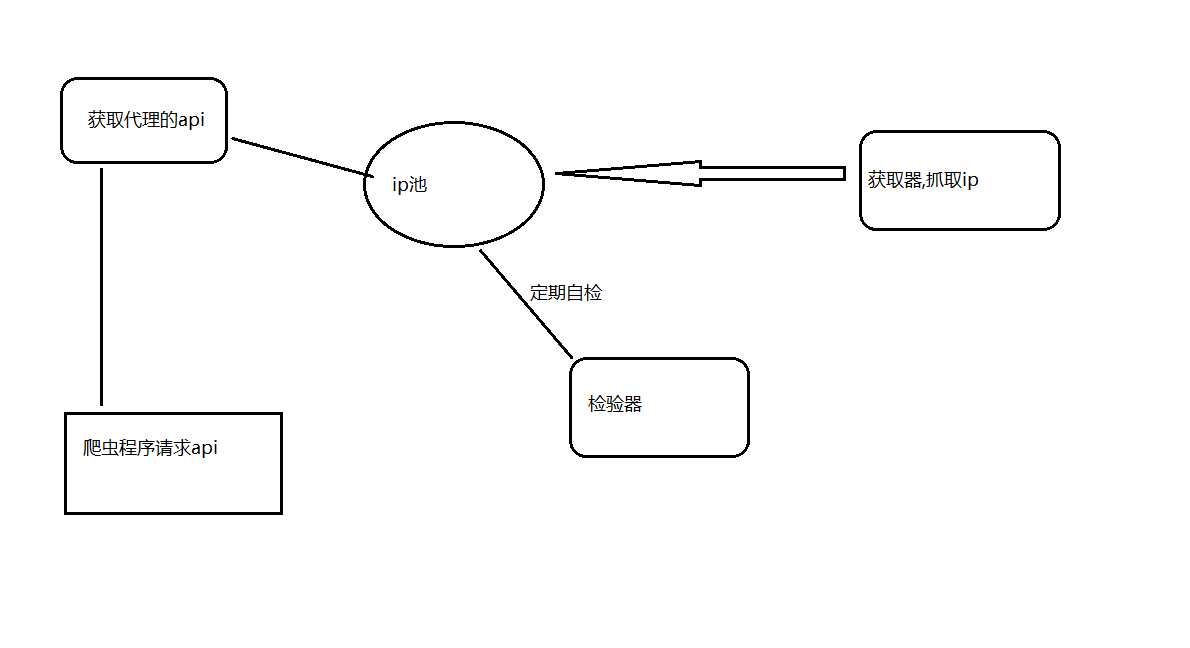 获取代理的api
ip池
获取器,抓取ip
定期自检
检验器
爬虫程序请求api